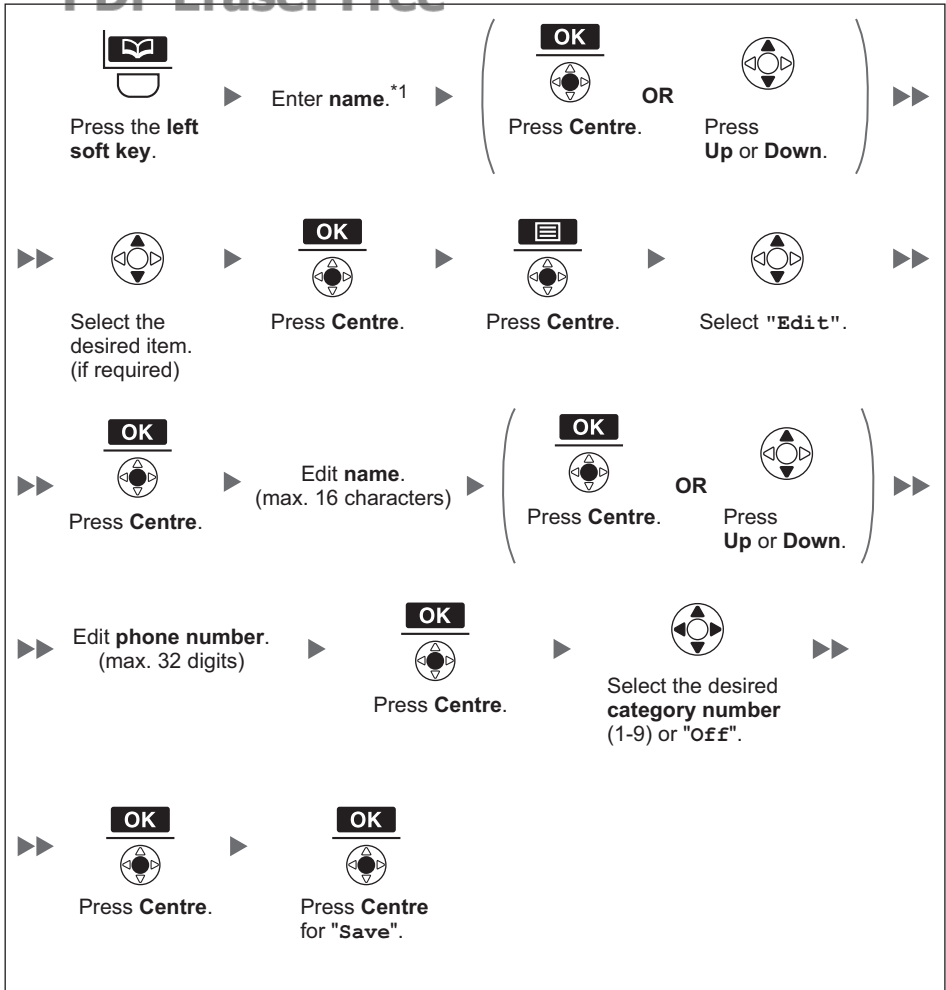 PDF Eraser Free
OK
Press the left
soft key.
Enter name.*1
Press Centre.
OR
Press
Up or Down.
Select the
desired item.
(if required)
OK
Press Centre.
Press Centre.
Select "Edit".
OK
Press Centre.
Edit name.
(max. 16 characters)
OK
Press Centre.
OR
Press
Up or Down.
Edit phone number.
(max. 32 digits)
OK
Press Centre.
Select the desired
category number
(1-9) or "Off".
OK
Press Centre.
OK
Press Centre
for "Save".